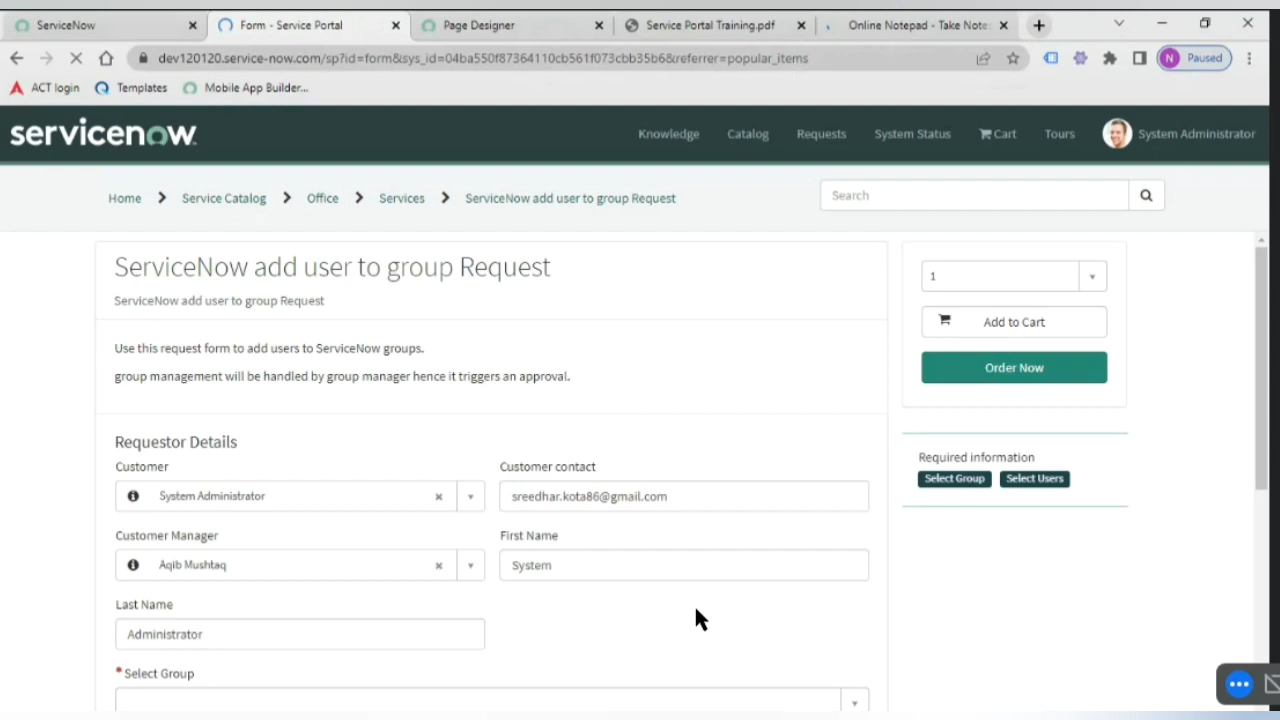 ServiceNow
Form - Service Portal
Page Designer
Service Portal Training.pdf
Online Notepad - Take Note
dev120120.service-now.com/sp?id=form&sys_id=04ba550f87364110cb561f073cbb35b6&referrer=popular_items
N Paused
ACT login
Templates
Mobile App Builder...
servicenow
Knowledge
Catalog
Requests
System Status
Cart
Tours
System Administrator
Home
Service Catalog
Office
Services
ServiceNow add user to group Request
Search
ServiceNow add user to group Request
ServiceNow add user to group Request
Use this request form to add users to ServiceNow groups.
group management will be handled by group manager hence it triggers an approval.
1
Add to Cart
Order Now
Required information
Select Group
Select Users
Requestor Details
Customer
System Administrator
Customer contact
sreedhar.kota86@gmail.com
Customer Manager
Aqib Mushtaq
First Name
System
Last Name
Administrator
* Select Group